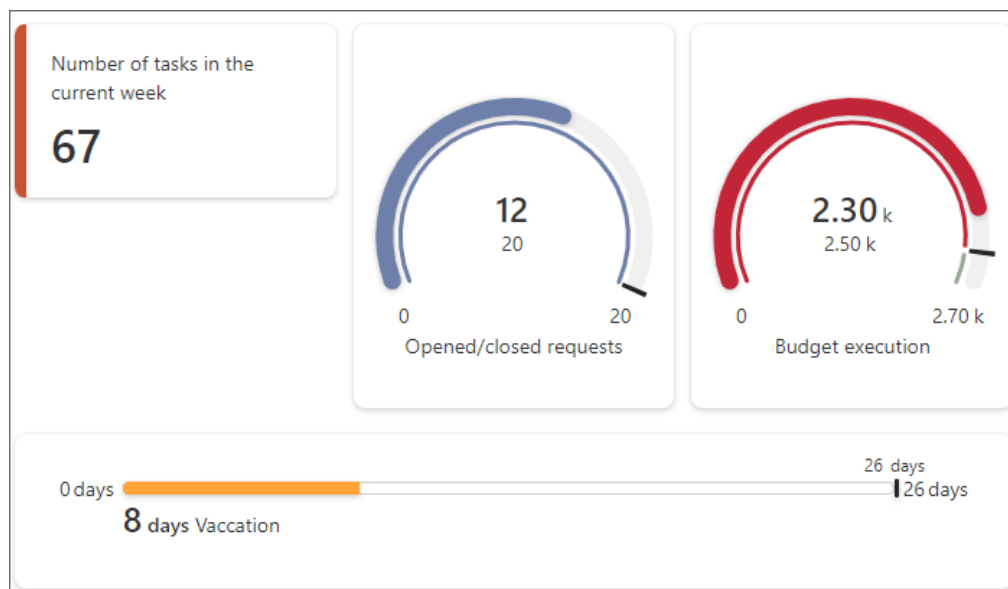 Number of tasks in the
current week
67
12
20
0
20
Opened/closed requests
2.30 k
2.50 k
0
2.70 k
Budget execution
26 days
0 days
26 days
8 days Vaccation